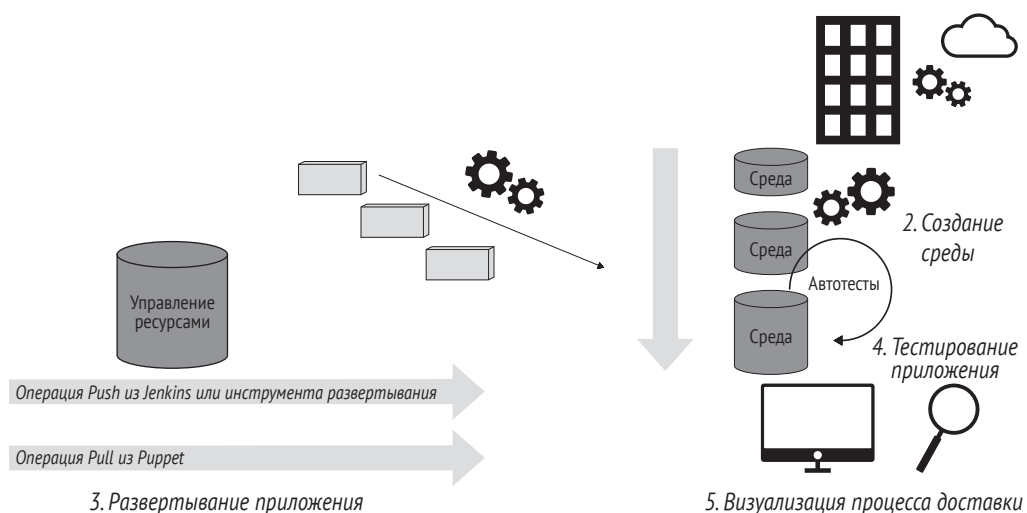 Среда
2. Создание
среды
Среда
Автотесты
Управление
ресурсами
Среда
4. Тестирование
приложения
Операция Push из Jenkins или инструмента развертывания
Операция Pull из Puppet
3. Развертывание приложения
5. Визуализация процесса доставки